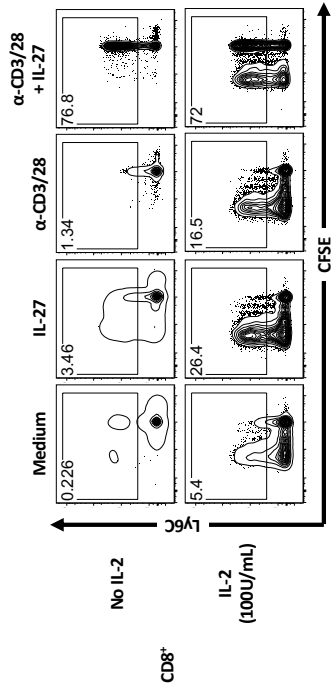 Medium
IL-27
α-CD3/28
α-CD3/28
+ IL-27
No IL-2
0.226
3.46
1.34
76.8
CD8+
Ly6C
IL-2
(100U/mL)
5.4
26.4
16.5
72
CFSE